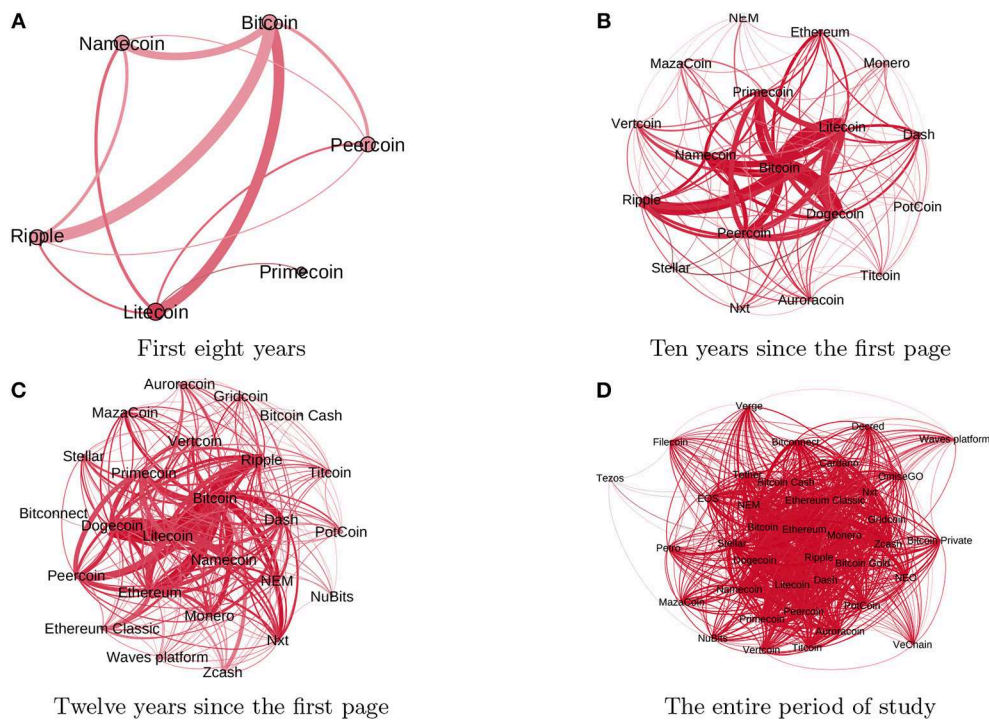 A
Bitcoin
Namecoin
Peercoin
Ripple
Primecoin
Litecoin
First eight years
B
NEM
Ethereum
MazaCoin
Monero
Primecoin
Vertcoin
Litecoin
Dash
Namecoin
Bitcoin
Ripple
Dogecoin
PotCoin
Peercoin
Stellar
Titcoin
Auroracoin
Nxt
Ten years since the first page
C
Auroracoin
Gridcoin
MazaCoin
Bitcoin Cash
Vertcoin
Stellar
Ripple
Primecoin
Titcoin
Bitcoin
Bitconnect
Dogecoin
Dash
Litecoin
PotCoin
Namecoin
Peercoin
NEM
Ethereum
NuBits
Monero
Ethereum Classic
Nxt
Waves platform
Zcash
Twelve years since the first page
D
Verge
Decred
Filecoin
Bitconnect
Waves platform
Cardano
Tezos
Tether
OmiseGO
Bitcoin Cash
Nxt
EOS
NEM
Ethereum Classic
Gridcoin
Bitcoin
Ethereum
Monero
Stellar
Zcash
Bitcoin Private
Petro
Ripple
Dogecoin
Bitcoin Gold
NEO
Litecoin
Dash
Namecoin
MazaCoin
PotCoin
Peercoin
Primecoin
Auroracoin
NuBits
Titcoin
Vertcoin
VeChain
The entire period of study